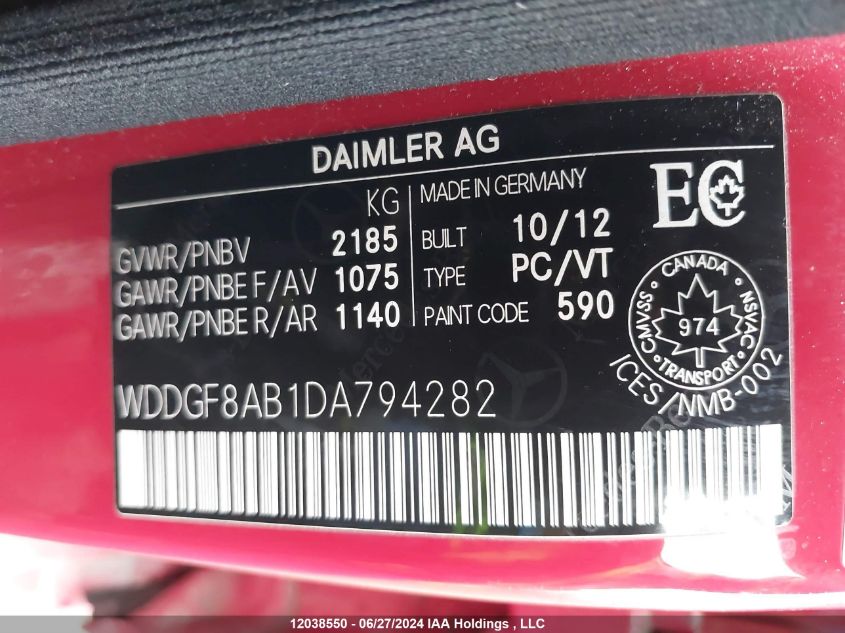 DAIMLER AG
KG
GVWR/PNBV 2185
GAWR/PNBE F/AV 1075
GAWR/PNBE R/AR 1140
MADE IN GERMANY
BUILT 10/12
TYPE PC/VT
PAINT CODE 590
EC
CANADA
CMVSS NSVAC
974
TRANSPORT
ICES/NMB-002
WDDGF8AB1DA794282
12038550 - 06/27/2024 IAA Holdings , LLC